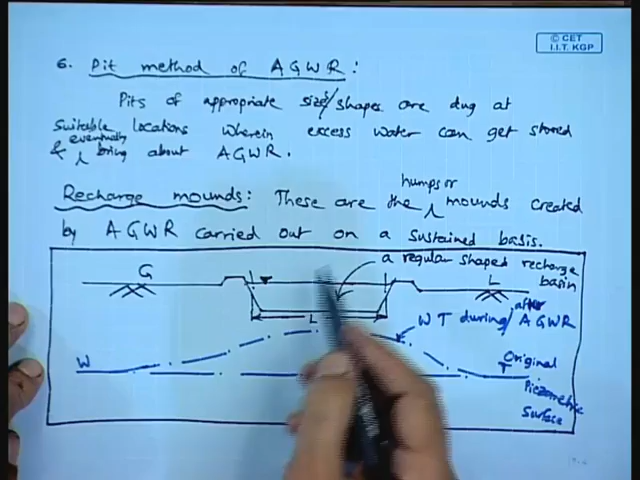 © CET
I.I.T. KGP
6. Pit method of AGWR:
Pits of appropriate sizes/shapes are dug at
suitable locations wherein excess water can get stored
& eventually bring about AGWR.
Recharge mounds: These are the humps or mounds created
by AGWR carried out on a sustained basis.
a regular shaped recharge
basin
G
L
L
WT during/after AGWR
W
Original
T
Piezometric
Surface